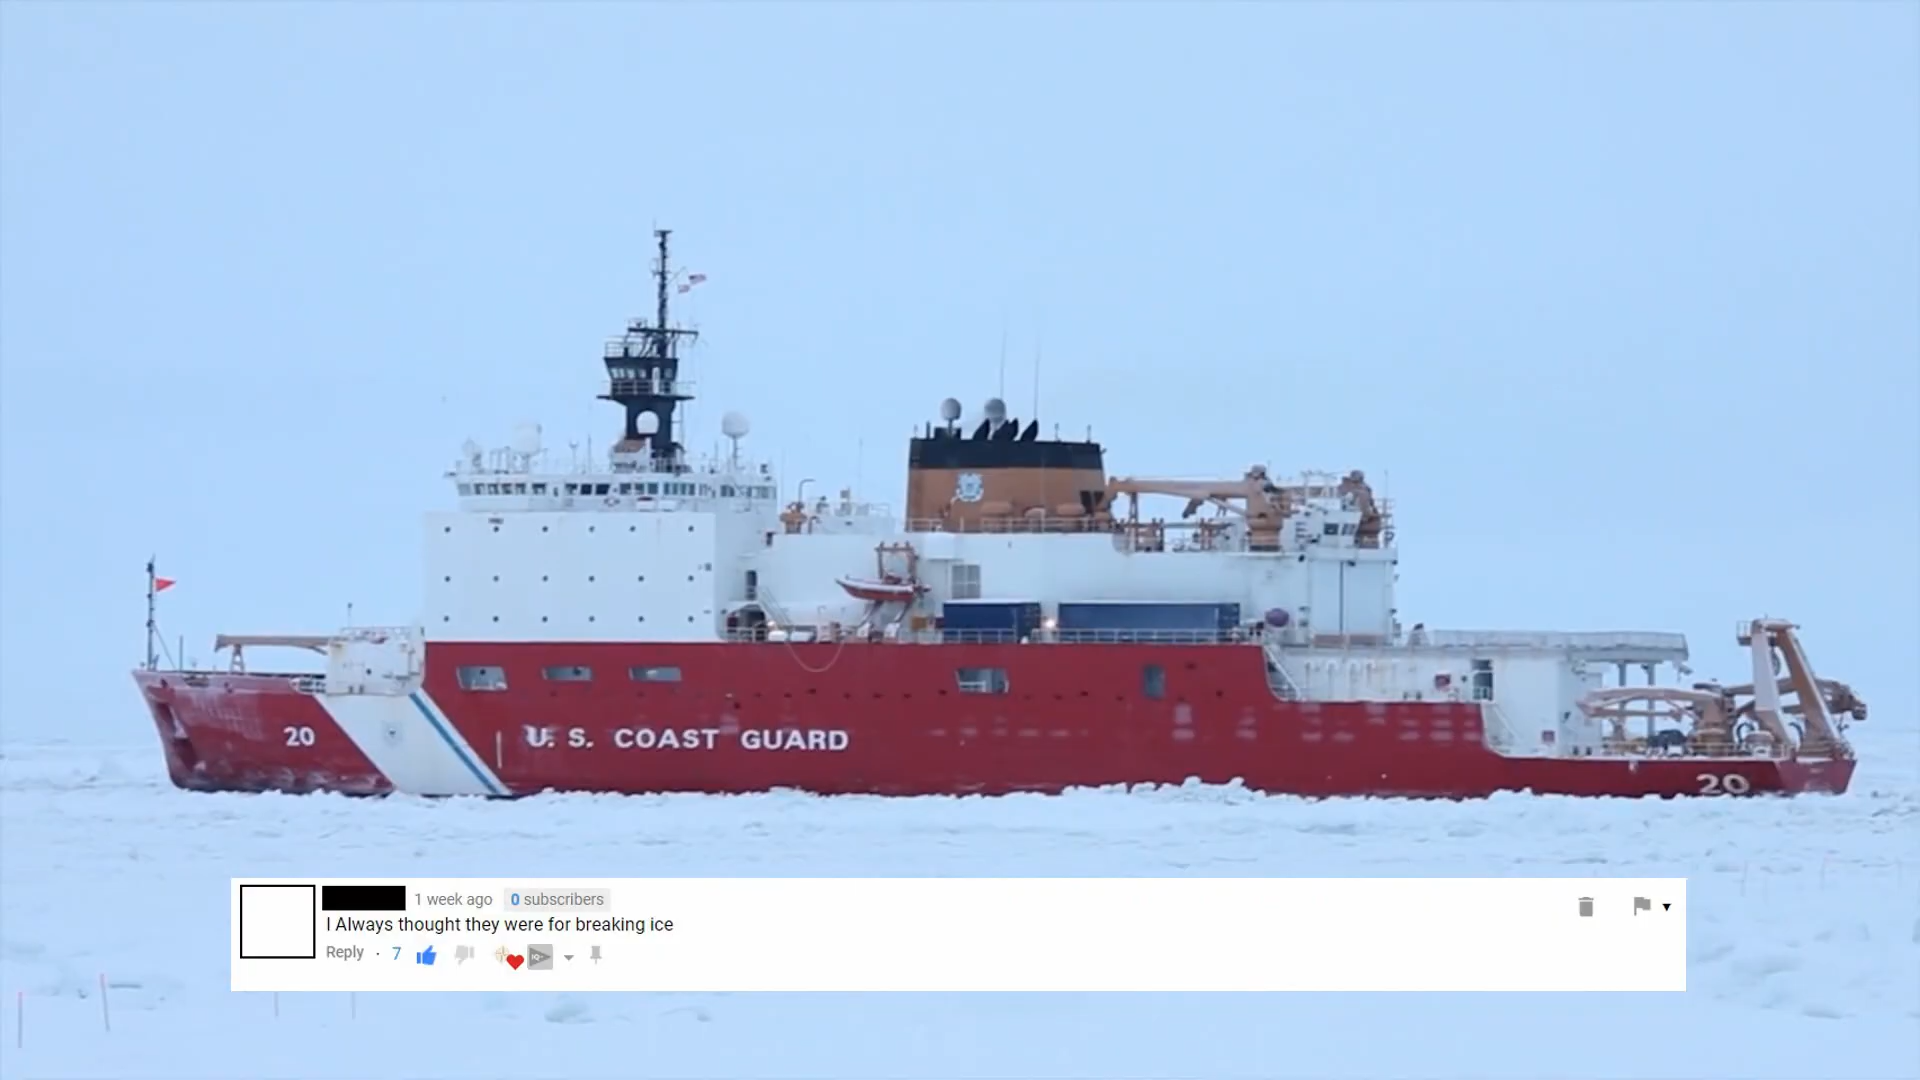 20
U. S. COAST GUARD
20
1 week ago 0 subscribers
I Always thought they were for breaking ice
Reply · 7